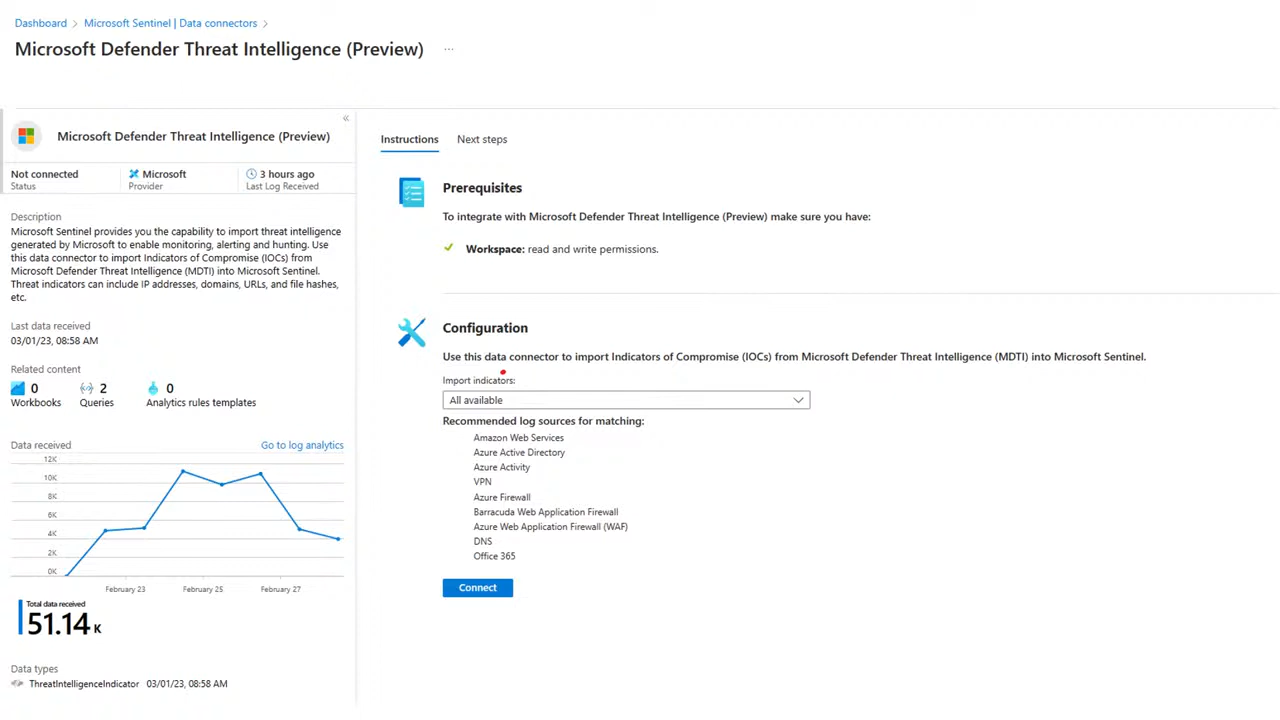 Dashboard > Microsoft Sentinel | Data connectors >
Microsoft Defender Threat Intelligence (Preview) ...
«
Microsoft Defender Threat Intelligence (Preview)
Not connected
Status
Microsoft
Provider
3 hours ago
Last Log Received
Description
Microsoft Sentinel provides you the capability to import threat intelligence
generated by Microsoft to enable monitoring, alerting and hunting. Use
this data connector to import Indicators of Compromise (IOCs) from
Microsoft Defender Threat Intelligence (MDTI) into Microsoft Sentinel.
Threat indicators can include IP addresses, domains, URLs, and file hashes,
etc.
Last data received
03/01/23, 08:58 AM
Related content
0
Workbooks
2
Queries
0
Analytics rules templates
Data received
Go to log analytics
12K
10K
8K
6K
4K
2K
0K
February 23
February 25
February 27
Total data received
51.14 K
Data types
ThreatIntelligenceIndicator 03/01/23, 08:58 AM
Instructions
Next steps
Prerequisites
To integrate with Microsoft Defender Threat Intelligence (Preview) make sure you have:
Workspace: read and write permissions.
Configuration
Use this data connector to import Indicators of Compromise (IOCs) from Microsoft Defender Threat Intelligence (MDTI) into Microsoft Sentinel.
Import indicators:
All available
Recommended log sources for matching:
Amazon Web Services
Azure Active Directory
Azure Activity
VPN
Azure Firewall
Barracuda Web Application Firewall
Azure Web Application Firewall (WAF)
DNS
Office 365
Connect